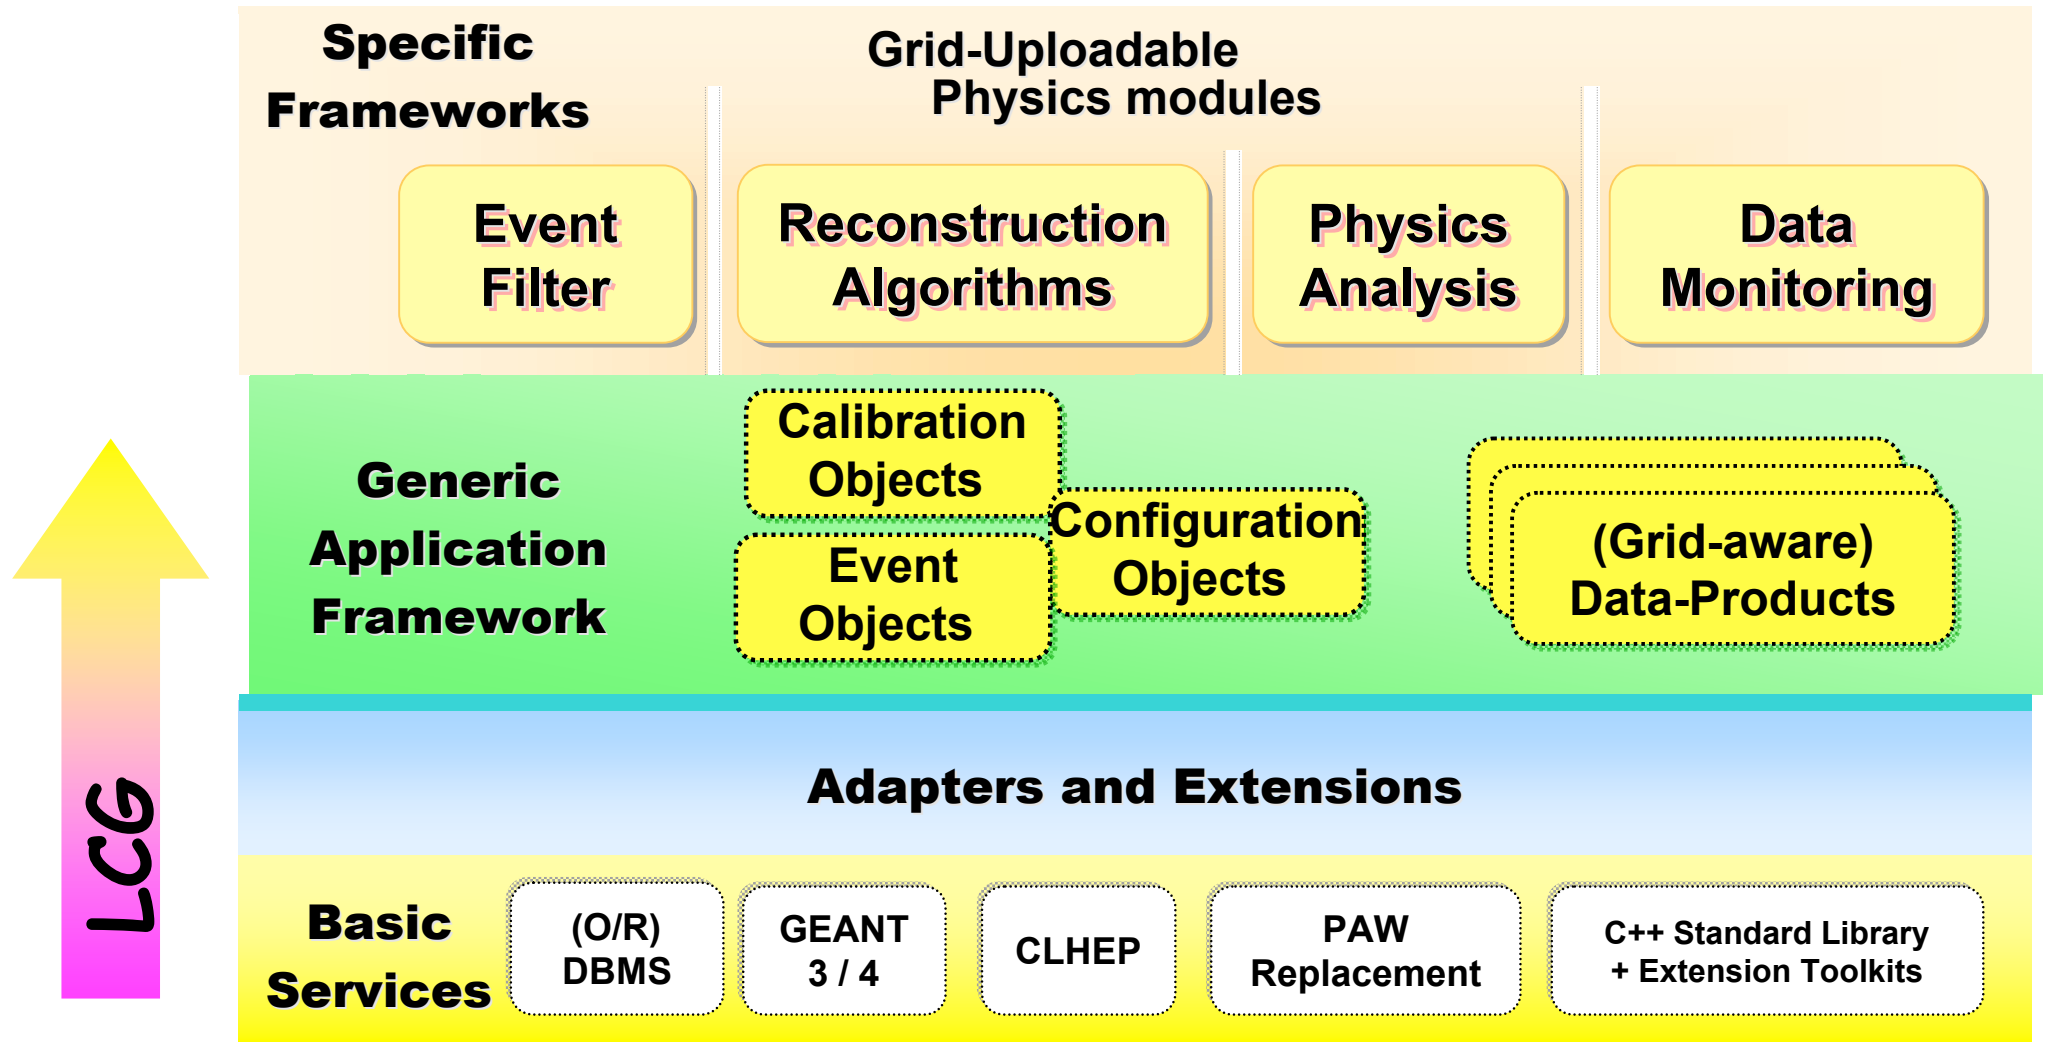 Specific
Frameworks
Grid-Uploadable
Physics modules
Event
Filter
Reconstruction
Algorithms
Physics
Analysis
Data
Monitoring
Generic
Application
Framework
Calibration
Objects
Configuration
Objects
Event
Objects
(Grid-aware)
Data-Products
LCG
Adapters and Extensions
Basic
Services
(O/R)
DBMS
GEANT
3 / 4
CLHEP
PAW
Replacement
C++ Standard Library
+ Extension Toolkits